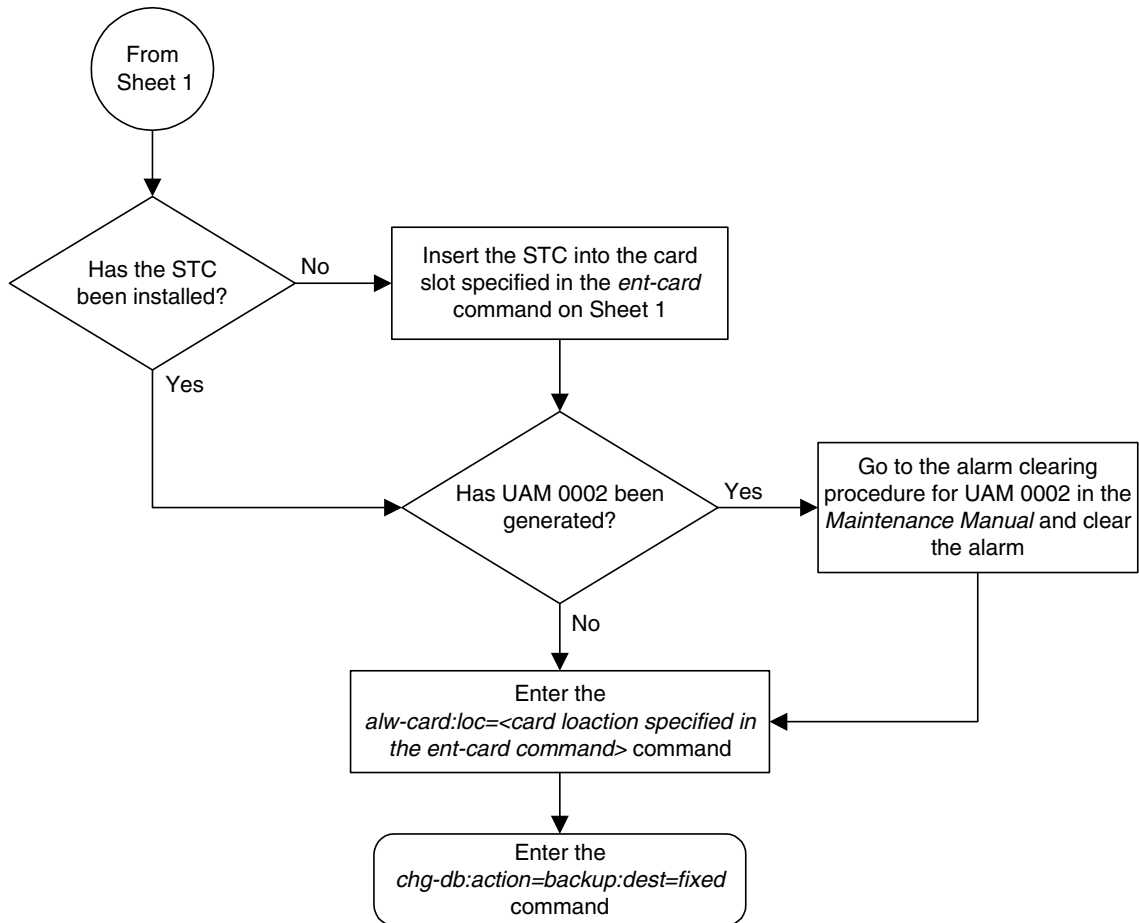 From
Sheet 1
Has the STC
been installed?
No
Insert the STC into the card
slot specified in the ent-card
command on Sheet 1
Yes
Has UAM 0002 been
generated?
Yes
Go to the alarm clearing
procedure for UAM 0002 in the
Maintenance Manual and clear
the alarm
No
Enter the
alw-card:loc=<card loaction specified in
the ent-card command> command
Enter the
chg-db:action=backup:dest=fixed
command